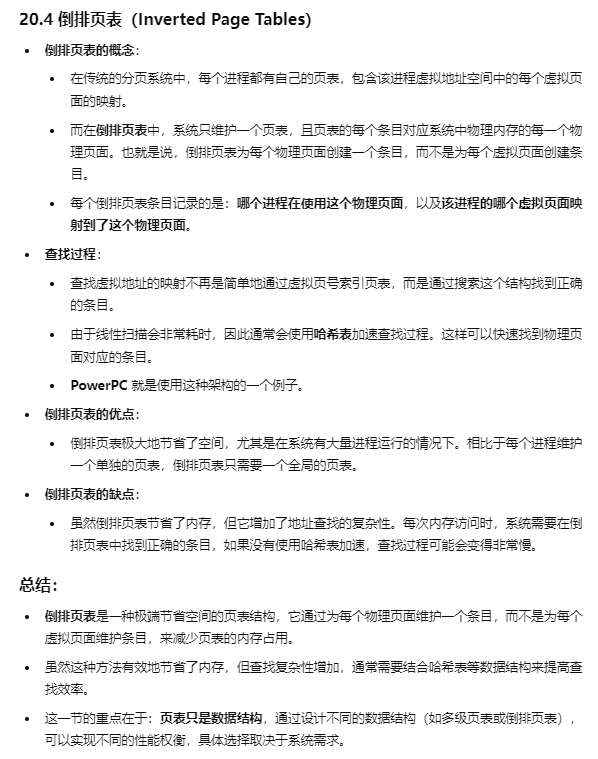 20.4 倒排页表（Inverted Page Tables）
• 倒排页表的概念：
• 在传统的分页系统中，每个进程都有自己的页表，包含该进程虚拟地址空间中的每个虚拟页
面的映射。
• 而在倒排页表中，系统只维护一个页表，且页表的每个条目对应系统中物理内存的每一个物
理页面。也就是说，倒排页表为每个物理页面创建一个条目，而不是为每个虚拟页面创建条
目。
• 每个倒排页表条目记录的是：哪个进程在使用这个物理页面，以及该进程的哪个虚拟页面映
射到了这个物理页面。
• 查找过程：
• 查找虚拟地址的映射不再是简单地通过虚拟页号索引页表，而是通过搜索这个结构找到正确
的条目。
• 由于线性扫描会非常耗时，因此通常会使用哈希表加速查找过程。这样可以快速找到物理页
面对应的条目。
• PowerPC 就是使用这种架构的一个例子。
• 倒排页表的优点：
• 倒排页表极大地节省了空间，尤其是在系统有大量进程运行的情况下。相比于每个进程维护
一个单独的页表，倒排页表只需要一个全局的页表。
• 倒排页表的缺点：
• 虽然倒排页表节省了内存，但它增加了地址查找的复杂性。每次内存访问时，系统需要在倒
排页表中找到正确的条目，如果没有使用哈希表加速，查找过程可能会变得非常慢。
总结：
• 倒排页表是一种极端节省空间的页表结构，它通过为每个物理页面维护一个条目，而不是为每个
虚拟页面维护条目，来减少页表的内存占用。
• 虽然这种方法有效地节省了内存，但查找复杂性增加，通常需要结合哈希表等数据结构来提高查
找效率。
• 这一节的重点在于：页表只是数据结构，通过设计不同的数据结构（如多级页表或倒排页表），
可以实现不同的性能权衡，具体选择取决于系统需求。